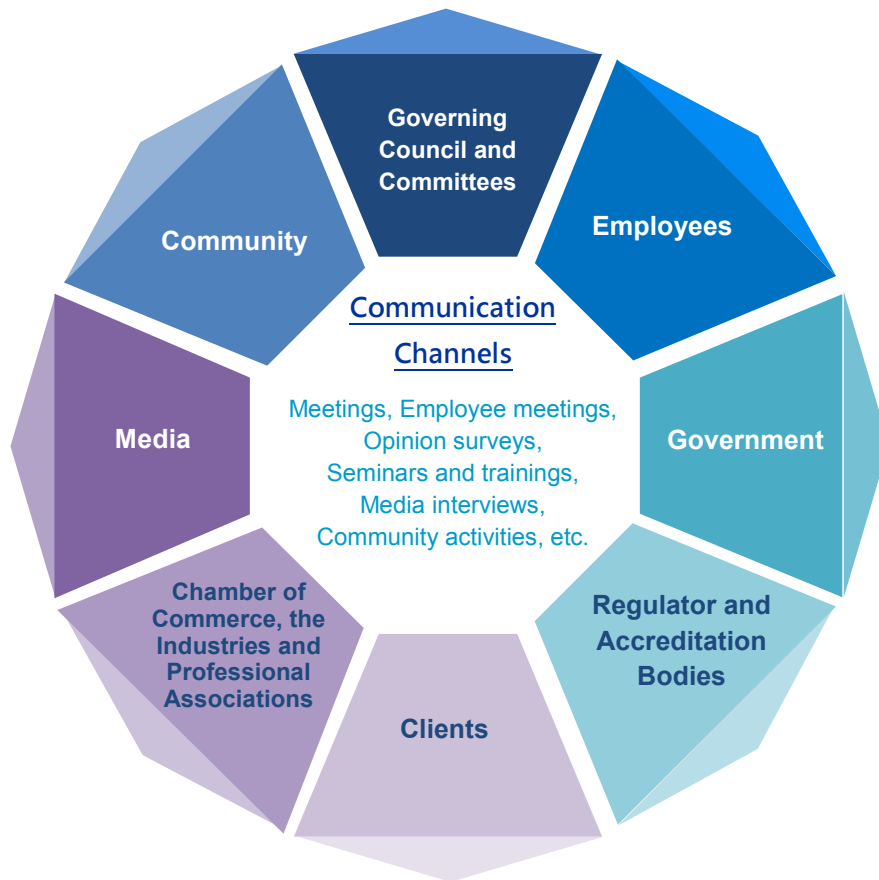 Governing
Council and
Committees
Employees
Community
Communication
Channels
Meetings, Employee meetings,
Opinion surveys,
Seminars and trainings,
Media interviews,
Community activities, etc.
Media
Government
Chamber of
Commerce, the
Industries and
Professional
Associations
Regulator and
Accreditation
Bodies
Clients